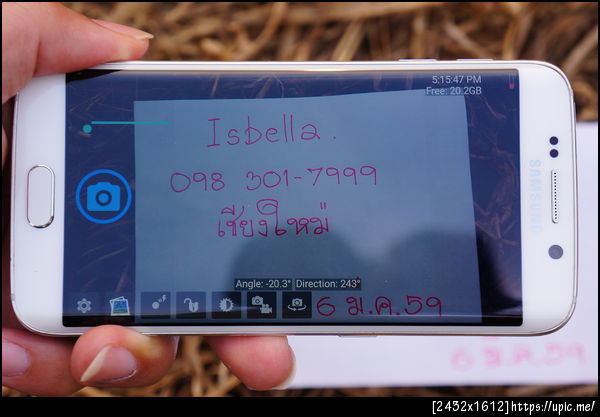 5:15:47 PM
Free: 20.2GB
Isbella.
098 301-7999
เชียงใหม่
Angle: -20.3° Direction: 243°
6 ม.ค.59
SAMSUNG
6 ม.ค.59
[2452x1612]https://upic.me/